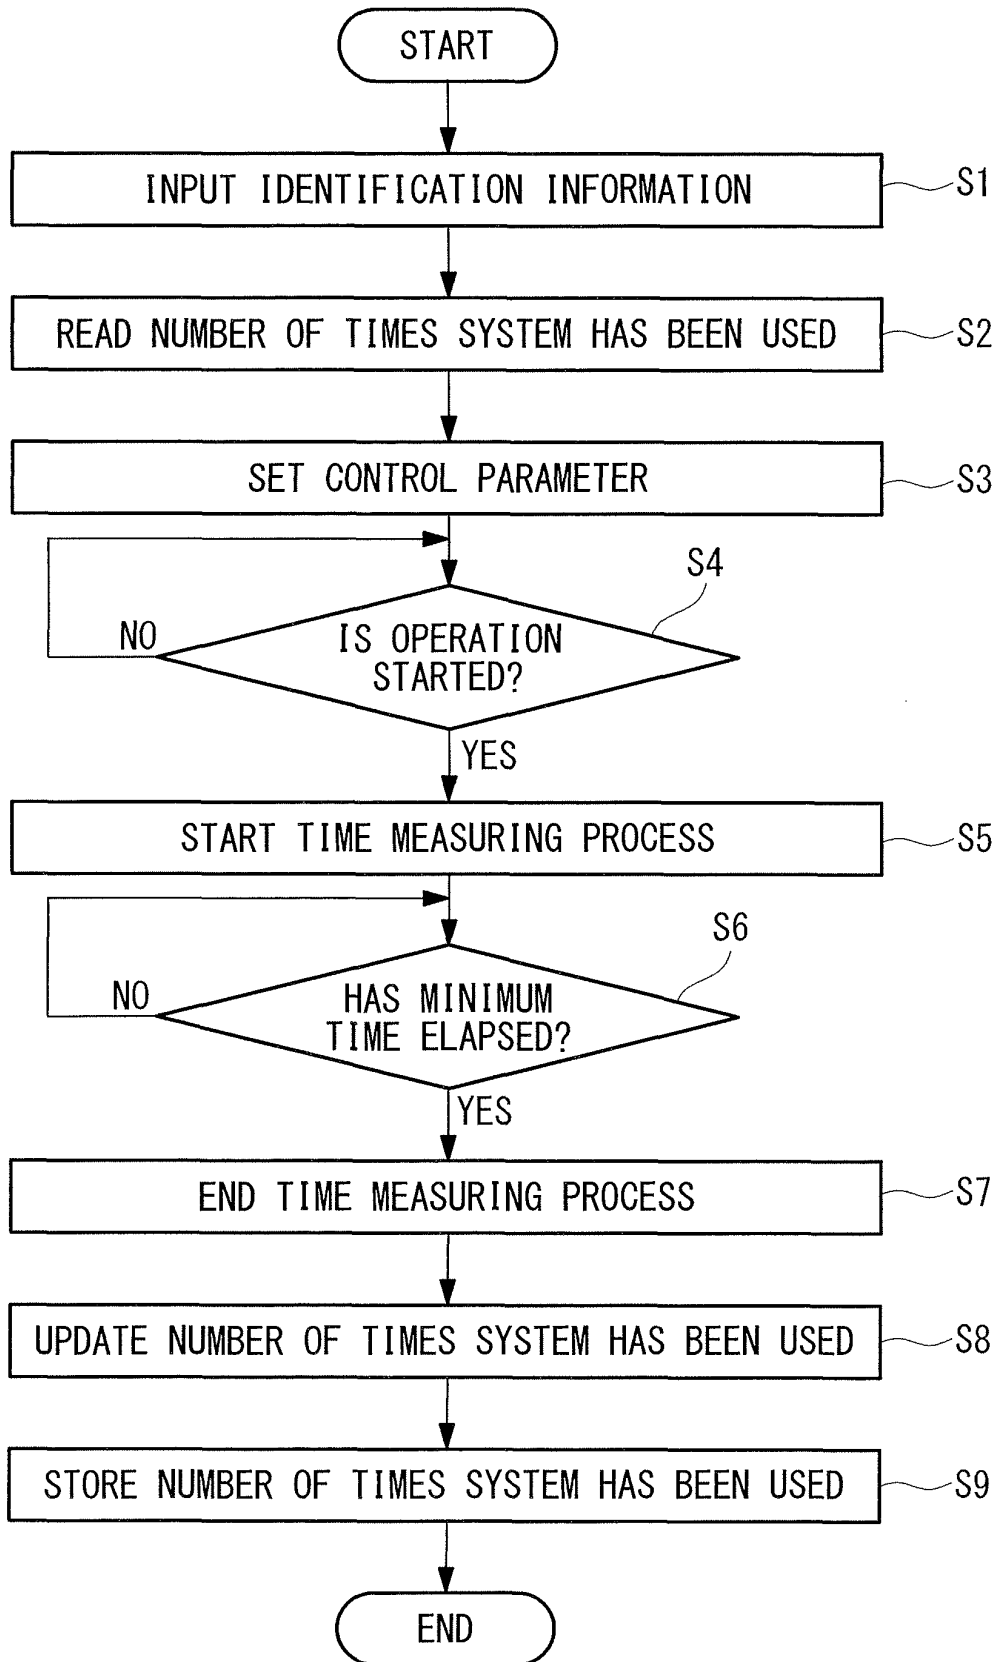 START
INPUT IDENTIFICATION INFORMATION
S1
READ NUMBER OF TIMES SYSTEM HAS BEEN USED
S2
SET CONTROL PARAMETER
S3
S4
NO
IS OPERATION
STARTED?
YES
START TIME MEASURING PROCESS
S5
S6
NO
HAS MINIMUM
TIME ELAPSED?
YES
END TIME MEASURING PROCESS
S7
UPDATE NUMBER OF TIMES SYSTEM HAS BEEN USED
S8
STORE NUMBER OF TIMES SYSTEM HAS BEEN USED
S9
END